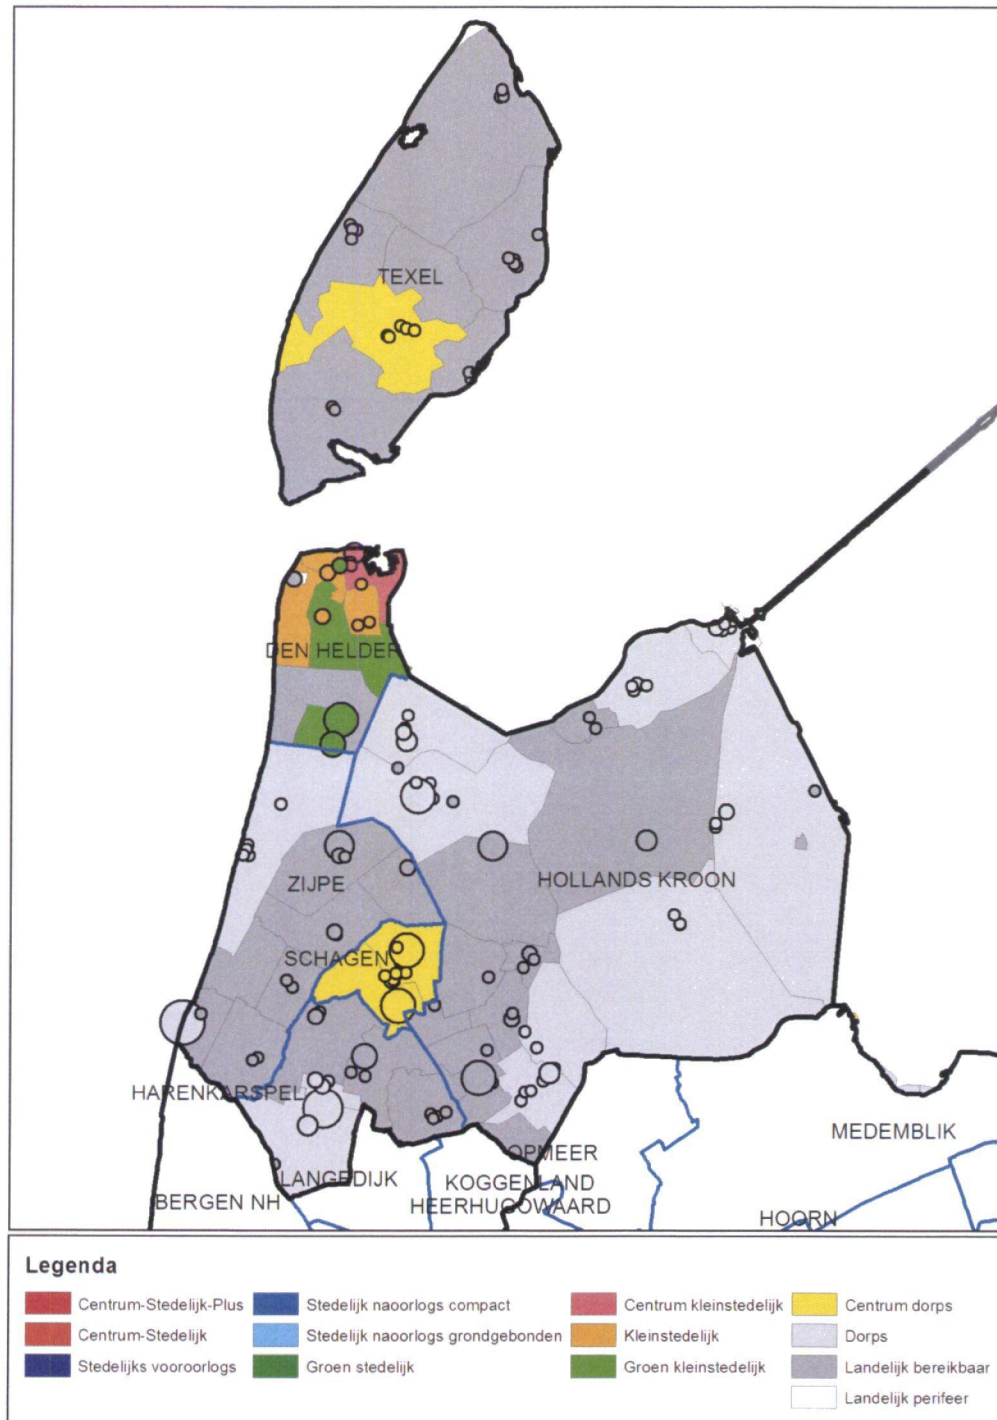 TEXEL
DEN HELDER
HOLLANDS KROON
ZIJPE
SCHAGEN
HARENKARSPEL
MEDEMBLIK
OPMEER
LANGEDIJK
KOGGENLAND
BERGEN NH
HEERHUGOWAARD
HOORN
Legenda
Centrum-Stedelijk-Plus
Stedelijk naoorlogs compact
Centrum kleinstedelijk
Centrum dorps
Centrum-Stedelijk
Stedelijk naoorlogs grondgebonden
Kleinstedelijk
Dorps
Stedelijks vooroorlogs
Groen stedelijk
Groen kleinstedelijk
Landelijk bereikbaar
Landelijk perifeer